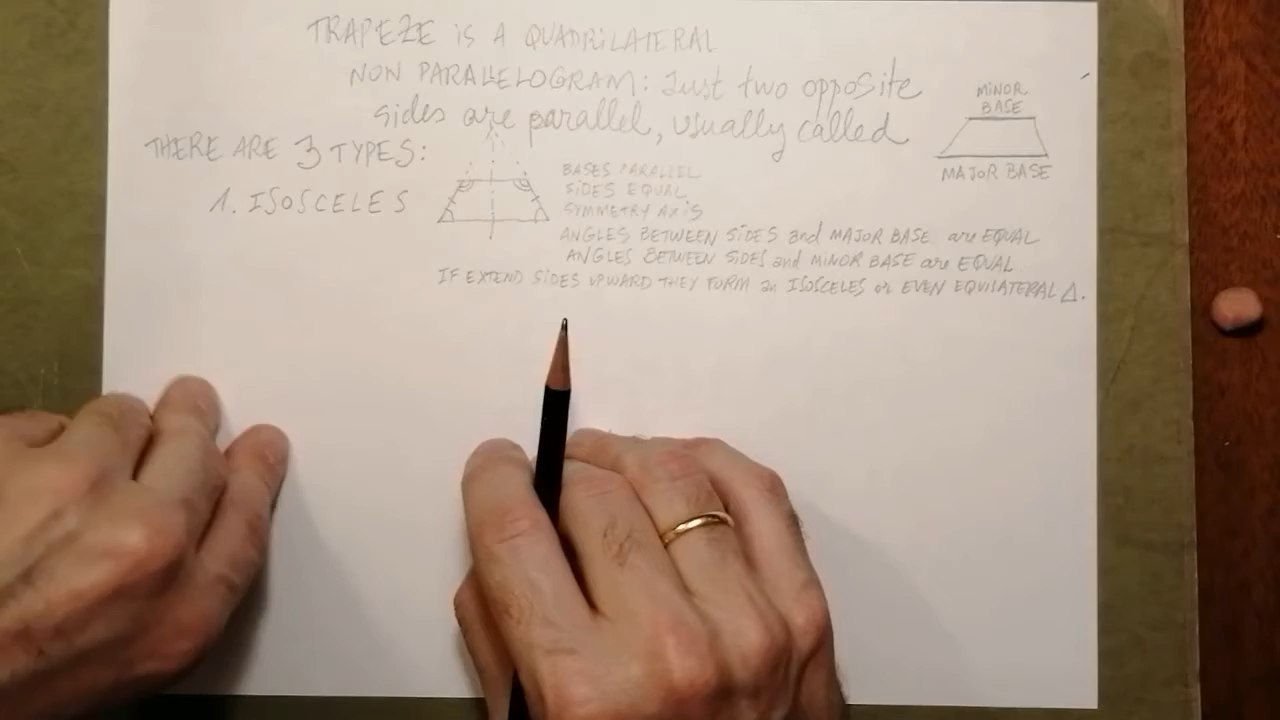 TRAPEZE iS A QUADRiLATERAL
NON PARALLELOGRAM: Just two opposite
sides are parallel, usually called
MiNOR
BASE
MAJOR BASE
THERE ARE 3 TYPES:
1. ISOSCELES
BASES PARALLEL
SiDES EQUAL
SYMMETRY AXiS
ANGLES BETWEEN SiDES and MAJOR BASE are EQUAL
ANGLES BETWEEN SiDES and MiNOR BASE are EQUAL
IF EXTEND SiDES UPWARD THEY FORM an ISOSCELES or EVEN EQUiLATERAL △.